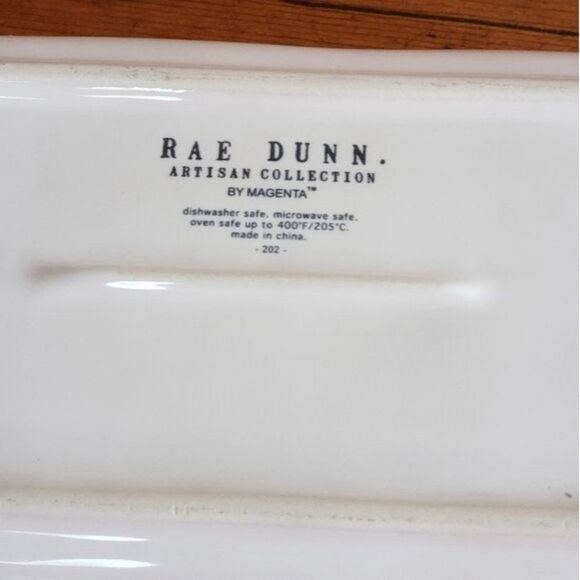 RAE DUNN.
ARTISAN COLLECTION
BY MAGENTA™
dishwasher safe. microwave safe.
oven safe up to 400°F/205°C.
made in china.
- 202 -